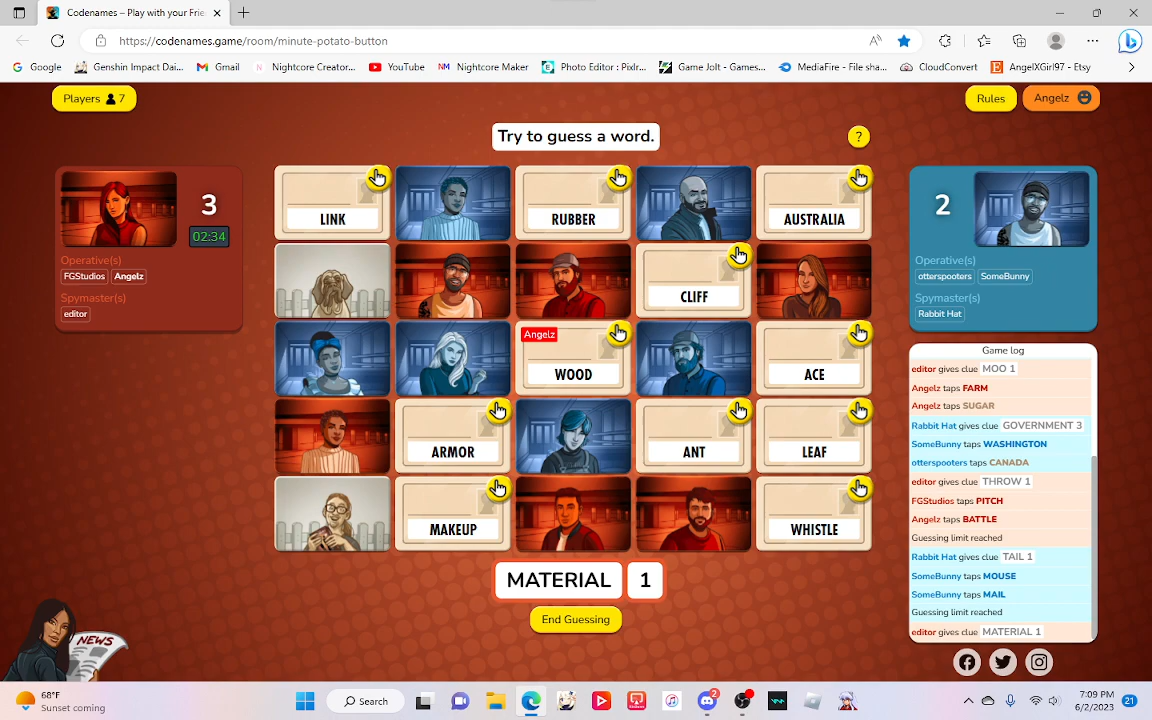 Codenames – Play with your Frie
https://codenames.game/room/minute-potato-button
Google
Genshin Impact Dai...
Gmail
Nightcore Creator...
YouTube
Nightcore Maker
Photo Editor : Pixlr...
Game Jolt - Games...
MediaFire - File sha...
CloudConvert
AngelXGirl97 - Etsy
Players 7
Rules
Angelz
Try to guess a word.
?
3
02:34
Operative(s)
FGStudios Angelz
Spymaster(s)
editor
LINK
RUBBER
AUSTRALIA
CLIFF
Angelz
WOOD
ACE
ARMOR
ANT
LEAF
MAKEUP
WHISTLE
MATERIAL 1
End Guessing
2
Operative(s)
otterspooters SomeBunny
Spymaster(s)
Rabbit Hat
Game log
editor gives clue MOO 1
Angelz taps FARM
Angelz taps SUGAR
Rabbit Hat gives clue GOVERNMENT 3
SomeBunny taps WASHINGTON
otterspooters taps CANADA
editor gives clue THROW 1
FGStudios taps PITCH
Angelz taps BATTLE
Guessing limit reached
Rabbit Hat gives clue TAIL 1
SomeBunny taps MOUSE
SomeBunny taps MAIL
Guessing limit reached
editor gives clue MATERIAL 1
NEWS
68°F
Sunset coming
Search
2
7:09 PM
6/2/2023
21